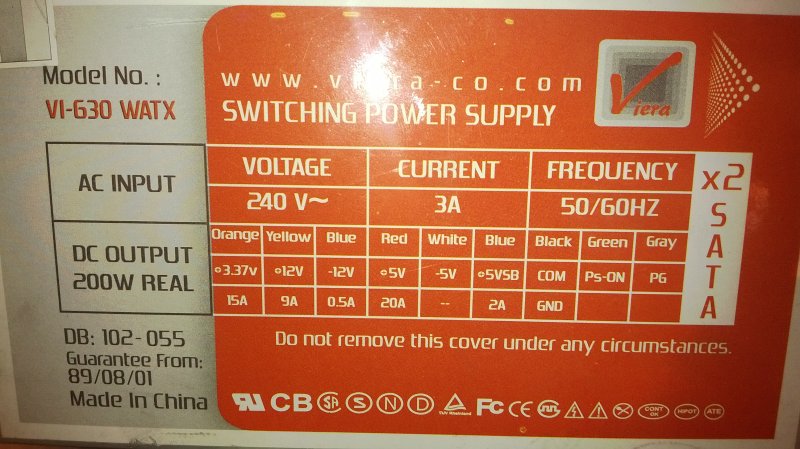 Model No. :
VI-630 WATX
www.viera-co.com
SWITCHING POWER SUPPLY
Viera
AC INPUT
VOLTAGE CURRENT FREQUENCY
240 V~ 3A 50/60HZ
x2 SATA
DC OUTPUT
200W REAL
Orange Yellow Blue Red White Blue Black Green Gray
+3.37v +12V -12V +5V -5V +5VSB COM Ps-ON PG
15A 9A 0.5A 20A -- 2A GND
DB: 102-055
Guarantee From:
89/08/01
Made In China
Do not remove this cover under any circumstances.
CB N D FC CE CONT OK HIPOT ATE